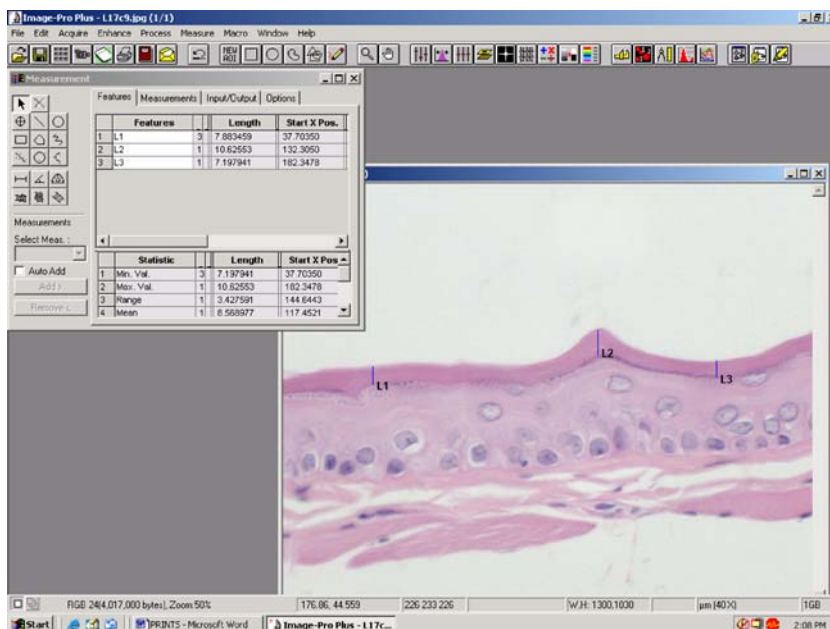 Image-Pro Plus - L17c9.jpg (1/1)
File Edit Acquire Enhance Process Measure Macro Window Help
NEW AOI
Measurement
Features Measurements Input/Output Options
Features Length Start X Pos.
1 L1 3 7.883459 37.70350
2 L2 1 10.62553 132.3050
3 L3 1 7.197941 182.3478
Measurements
Select Meas. :
Auto Add
Add >
Remove <
Statistic Length Start X Pos
1 Min. Val. 3 7.197941 37.70350
2 Max. Val. 1 10.62553 182.3478
3 Range 1 3.427591 144.6443
4 Mean 1 8.568977 117.4521
L1
L2
L3
RGB 24(4,017,000 bytes), Zoom 50% 176.86, 44.559 226 233 226 W.H: 1300,1030 µm (40X) 1GB
Start PRINTS - Microsoft Word Image-Pro Plus - L17c... 2:08 PM